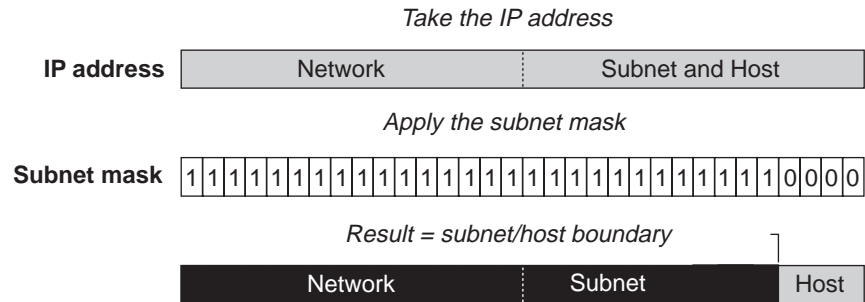 Take the IP address
IP address Network Subnet and Host
Apply the subnet mask
Subnet mask 1 1 1 1 1 1 1 1 1 1 1 1 1 1 1 1 1 1 1 1 1 1 1 1 1 1 1 1 0 0 0 0
Result = subnet/host boundary
Network Subnet Host